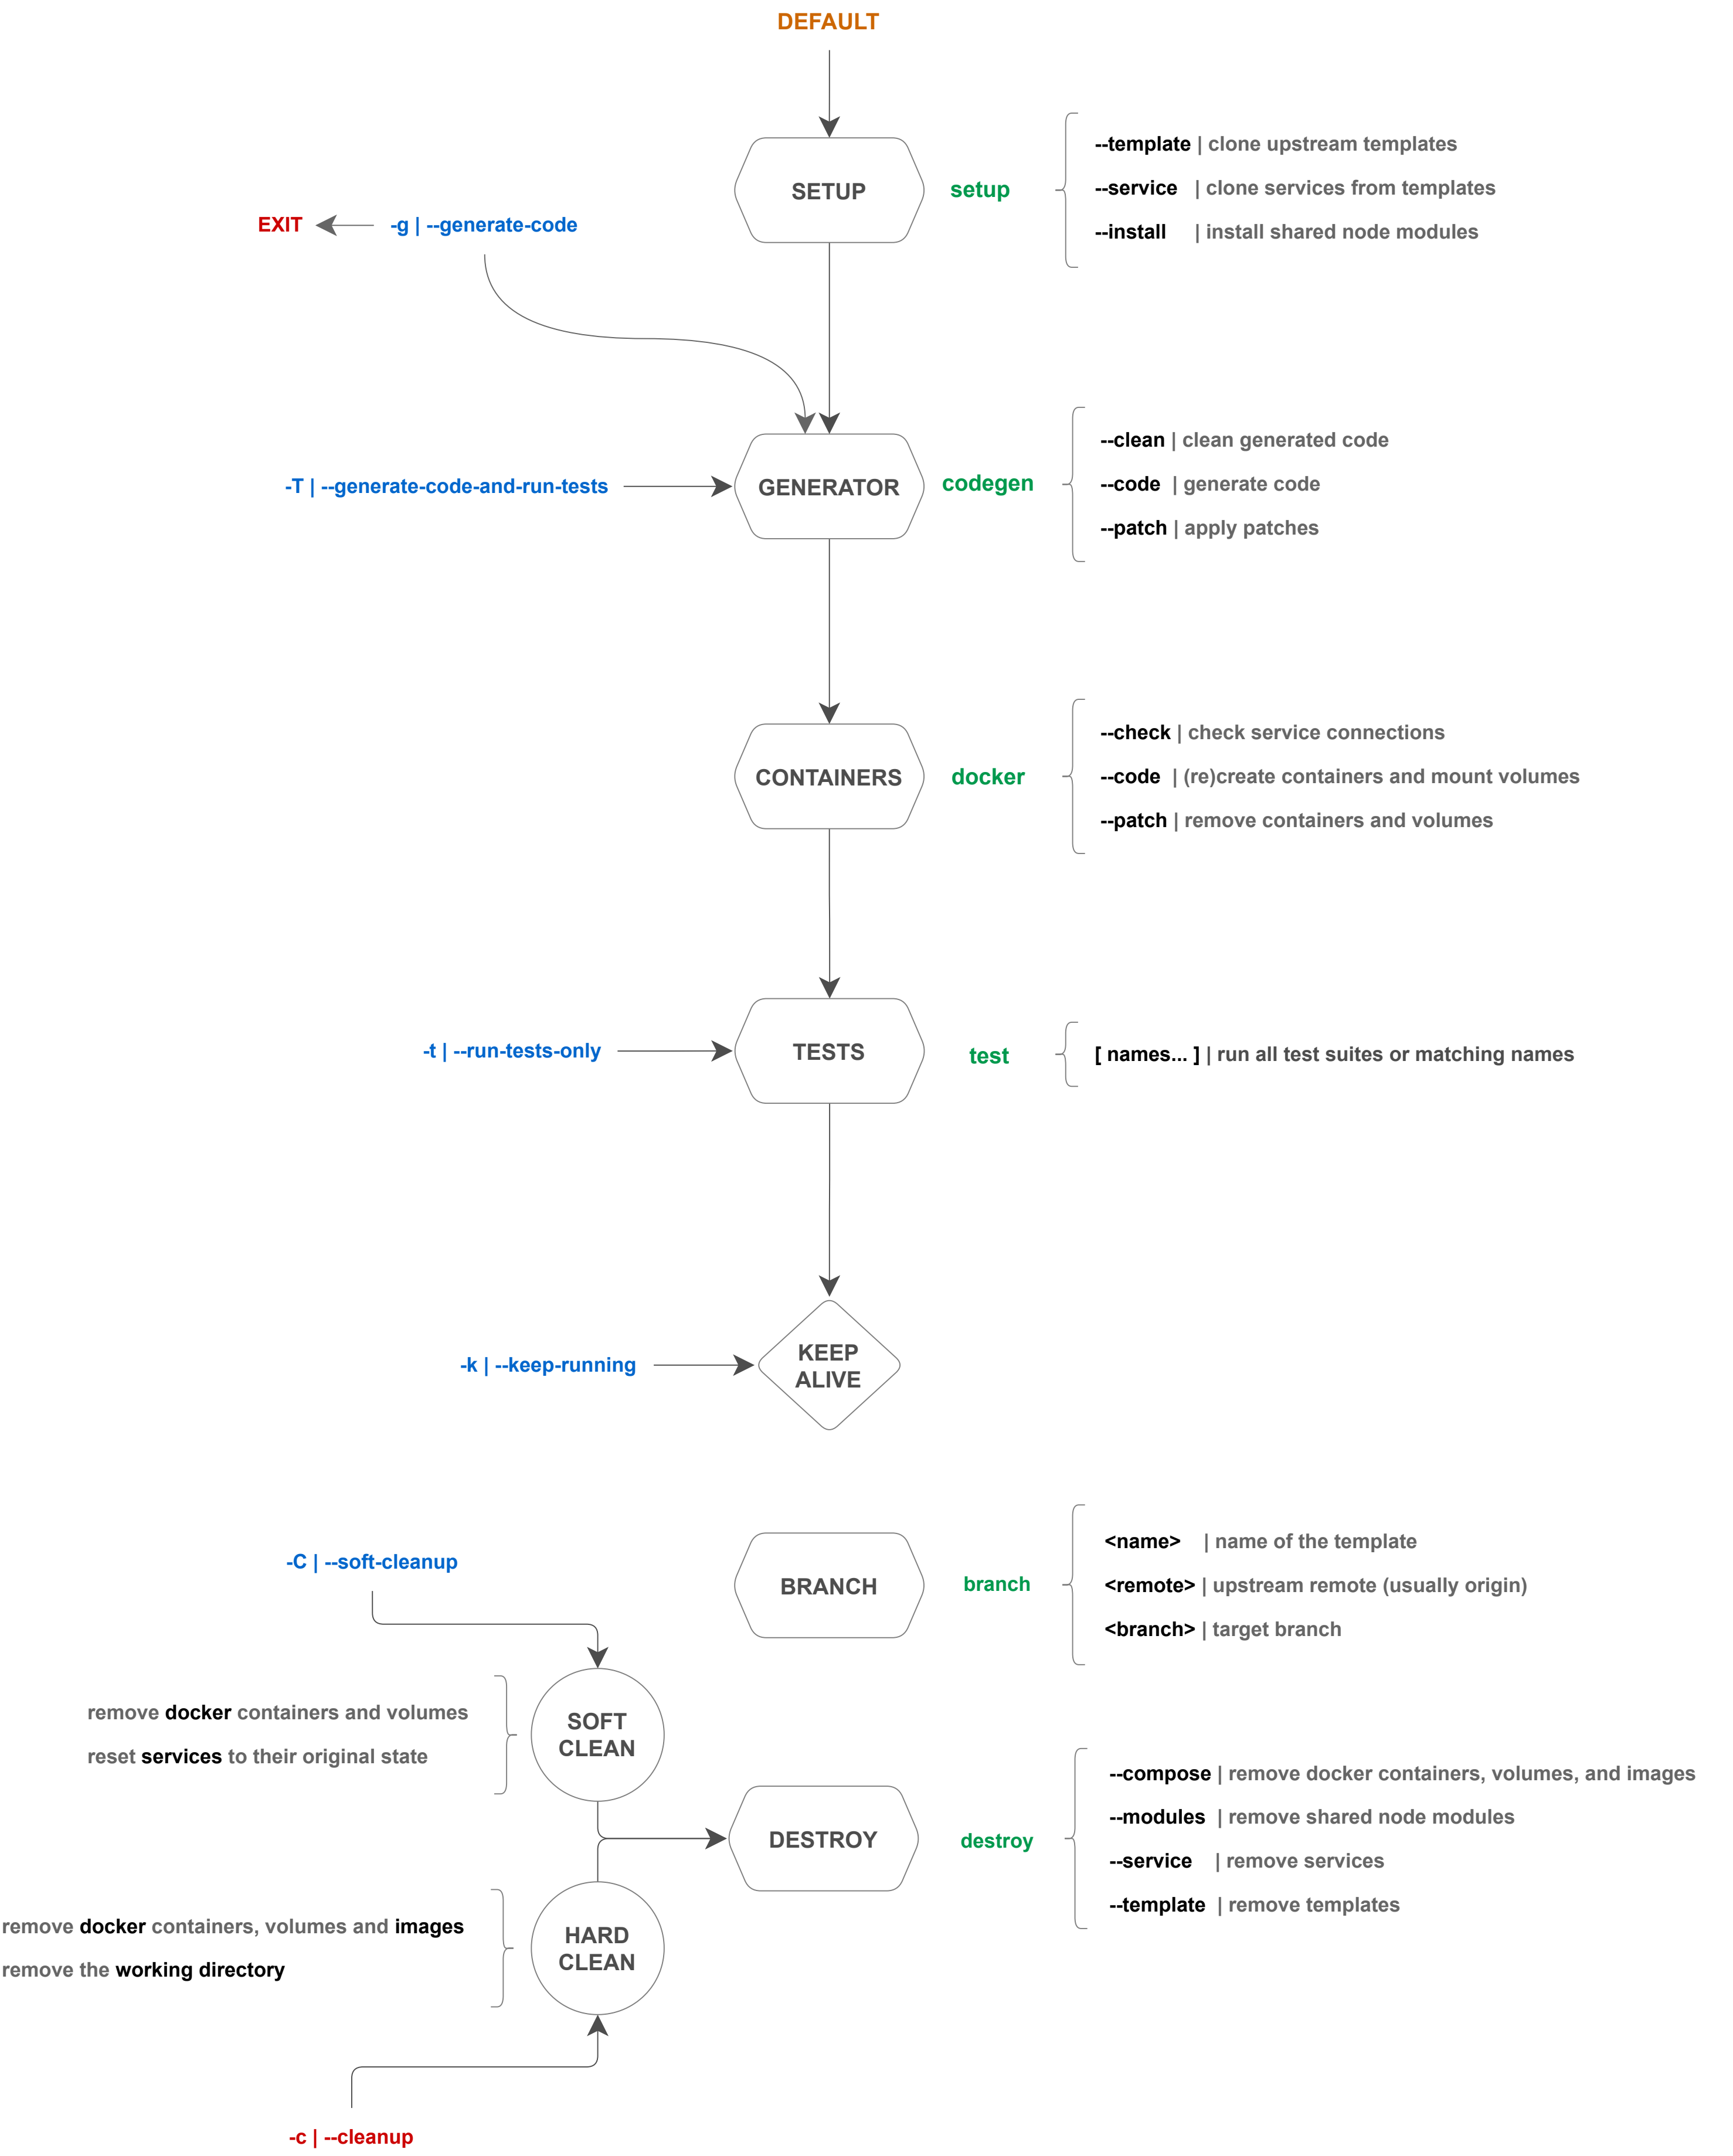 DEFAULT
SETUP
setup
--template | clone upstream templates
--service | clone services from templates
--install | install shared node modules
EXIT
-g | --generate-code
-T | --generate-code-and-run-tests
GENERATOR
codegen
--clean | clean generated code
--code | generate code
--patch | apply patches
CONTAINERS
docker
--check | check service connections
--code | (re)create containers and mount volumes
--patch | remove containers and volumes
-t | --run-tests-only
TESTS
test
[ names... ] | run all test suites or matching names
-k | --keep-running
KEEP
ALIVE
BRANCH
branch
<name> | name of the template
<remote> | upstream remote (usually origin)
<branch> | target branch
-C | --soft-cleanup
remove docker containers and volumes
reset services to their original state
SOFT
CLEAN
DESTROY
destroy
--compose | remove docker containers, volumes, and images
--modules | remove shared node modules
--service | remove services
--template | remove templates
remove docker containers, volumes and images
remove the working directory
HARD
CLEAN
-c | --cleanup